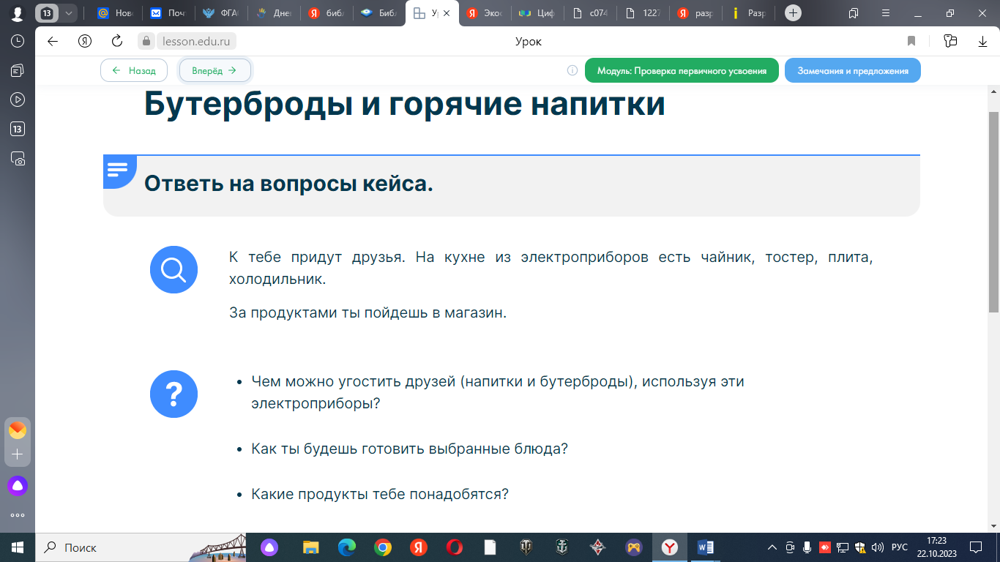 13
Нов
Поч
ФГА
Дне
библ
Библ
Ур
Экос
Циф
c074
1227
разр
Разр
lesson.edu.ru
Урок
Назад
Вперёд
Модуль: Проверка первичного усвоения
Замечания и предложения
13
Бутерброды и горячие напитки
Ответь на вопросы кейса.
К тебе придут друзья. На кухне из электроприборов есть чайник, тостер, плита,
холодильник.
За продуктами ты пойдешь в магазин.
?
• Чем можно угостить друзей (напитки и бутерброды), используя эти
электроприборы?
• Как ты будешь готовить выбранные блюда?
• Какие продукты тебе понадобятся?
Поиск
РУС
17:23
22.10.2023